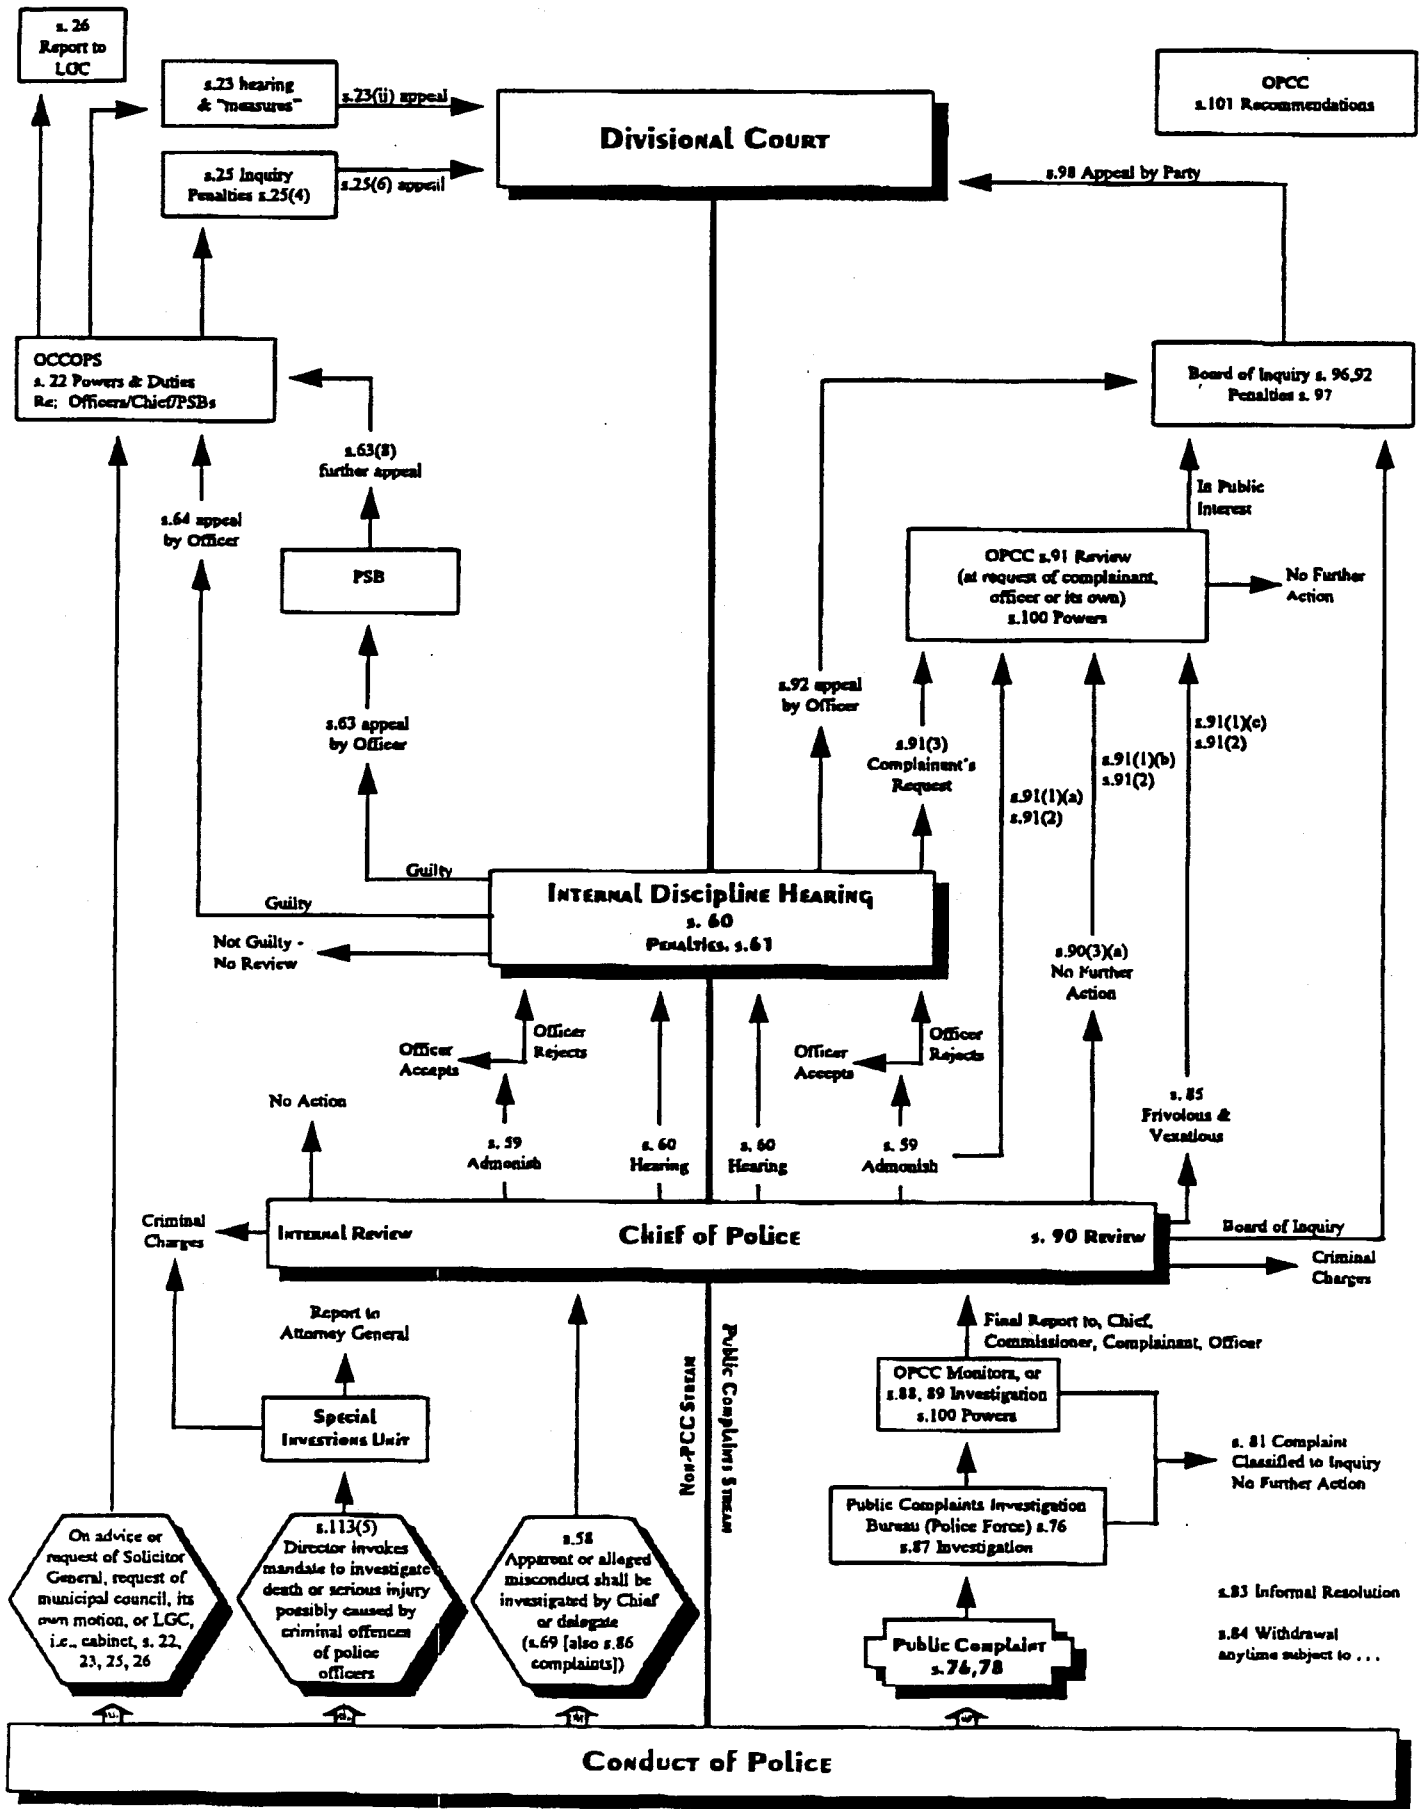 s. 26
Report to
LGC
s.23 hearing
& "measures"
s.23(ij) appeal
Divisional Court
OPCC
s.101 Recommendations
s.25 Inquiry
Penalties s.25(4)
s.25(6) appeal
s.98 Appeal by Party
OCCOPS
s. 22 Powers & Duties
Re; Officers/Chief/PSBs
Board of Inquiry s. 96,92
Penalties s. 97
s.63(8)
further appeal
In Public
Interest
s.64 appeal
by Officer
PSB
OPCC s.91 Review
(at request of complainant,
officer or its own)
s.100 Powers
No Further
Action
s.92 appeal
by Officer
s.63 appeal
by Officer
s.91(3)
Complainant's
Request
s.91(1)(a)
s.91(2)
s.91(1)(b)
s.91(2)
s.91(1)(c)
s.91(2)
Guilty
Guilty
Not Guilty -
No Review
Internal Discipline Hearing
s. 60
Penalties. s.61
s.90(3)(a)
No Further
Action
Officer
Accepts
Officer
Rejects
Officer
Accepts
Officer
Rejects
No Action
s. 59
Admonish
s. 60
Hearing
s. 60
Hearing
s. 59
Admonish
s. 85
Frivolous &
Vexatious
Criminal
Charges
Internal Review
Chief of Police
s. 90 Review
Board of Inquiry
Criminal
Charges
Report to
Attorney General
Non-PCC Stream
Public Complaints Stream
Final Report to, Chief,
Commissioner, Complainant, Officer
Special
Investions Unit
OPCC Monitors, or
s.88, 89 Investigation
s.100 Powers
s. 81 Complaint
Classified to Inquiry
No Further Action
Public Complaints Investigation
Bureau (Police Force) s.76
s.87 Investigation
On advice or
request of Solicitor
General, request of
municipal council, its
own motion, or LGC,
i.e., cabinet, s. 22,
23, 25, 26
s.113(5)
Director invokes
mandate to investigate
death or serious injury
possibly caused by
criminal offences
of police
officers
s.58
Apparent or alleged
misconduct shall be
investigated by Chief
or delegate
(s.69 [also s.86
complaints])
Public Complaint
s.76,78
s.83 Informal Resolution
s.84 Withdrawal
anytime subject to . . .
Conduct of Police